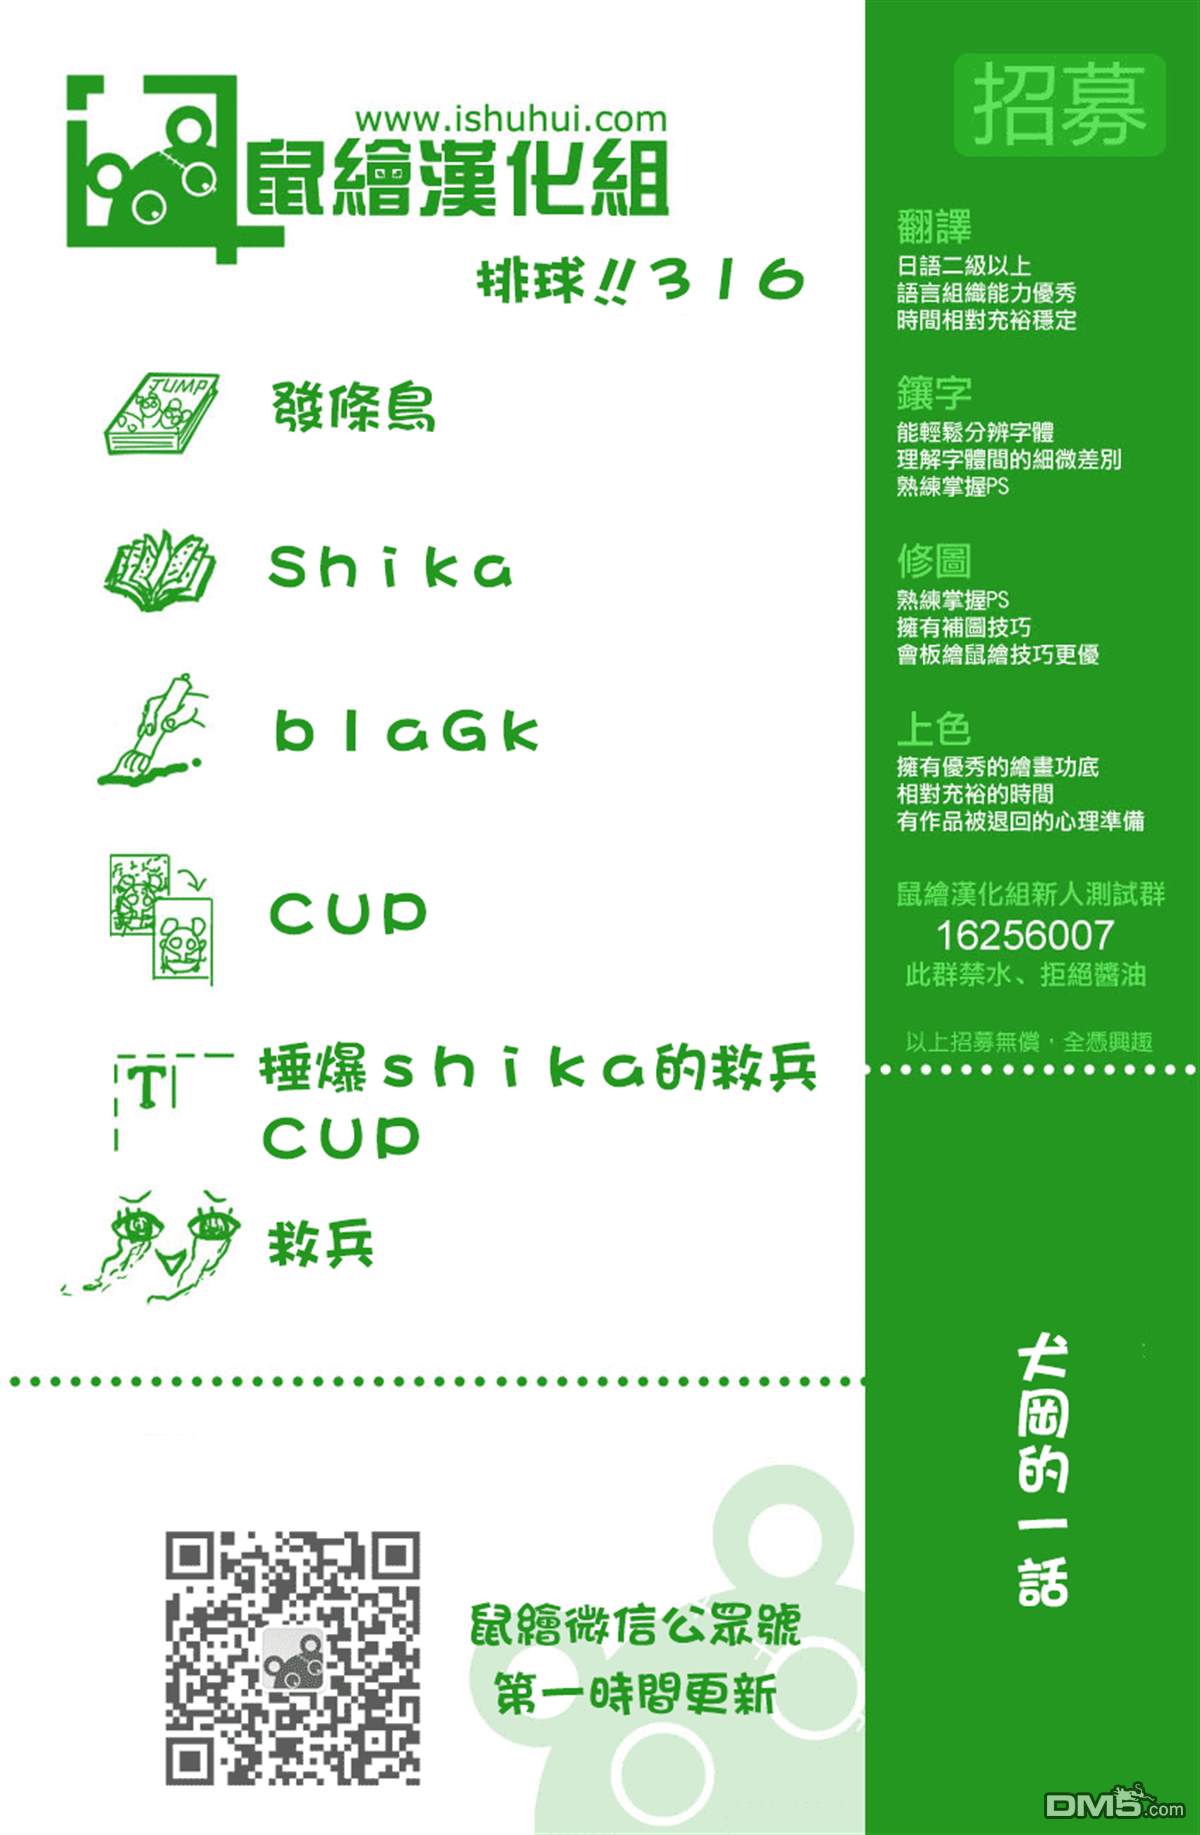 www.ishuhui.com
鼠繪漢化組
排球!!316
JUMP
發條鳥
Shika
blaGk
CUP
T
捶爆shika的救兵
CUP
救兵
鼠繪微信公眾號
第一時間更新
招募
翻譯
日語二級以上
語言組織能力優秀
時間相對充裕穩定
鑲字
能輕鬆分辨字體
理解字體間的細微差別
熟練掌握PS
修圖
熟練掌握PS
擁有補圖技巧
會板繪鼠繪技巧更優
上色
擁有優秀的繪畫功底
相對充裕的時間
有作品被退回的心理準備
鼠繪漢化組新人測試群
16256007
此群禁水、拒絕醬油
以上招募無償，全憑興趣
犬岡的一話
DM5.com